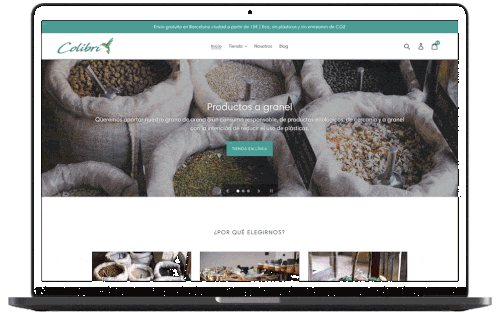 Envío gratuito en Barcelona ciudad a partir de 15€ | Eco, sin plásticos y sin emisiones de CO2
Colibri
Inicio Tienda Nosotros Blog
Productos a granel
Queremos aportar nuestro grano de arena a un consumo responsable, de productos ecológicos, de cercanía y a granel
con la intención de reducir el uso de plásticos.
TIENDA EN LÍNEA
¿POR QUÉ ELEGIRNOS?